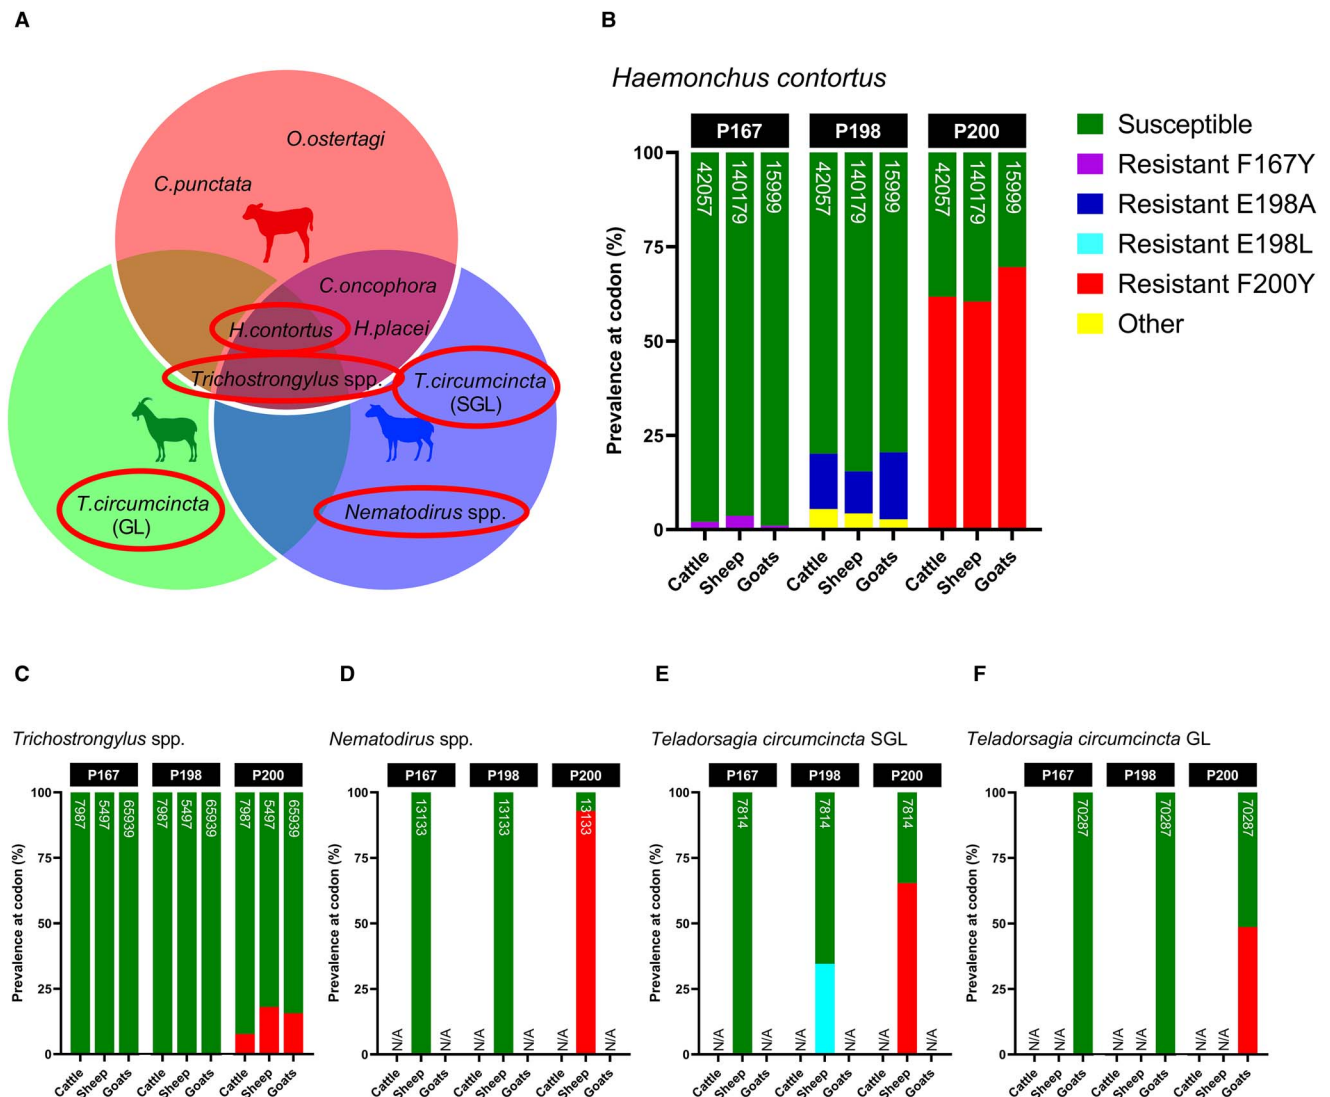 A
O.ostertagi
C.punctata
C.oncophora
H.contortus
H.placei
Trichostrongylus spp.
T.circumcincta
(SGL)
T.circumcincta
(GL)
Nematodirus spp.
B
Haemonchus contortus
P167 P198 P200
42057 140179 15999 42057 140179 15999 42057 140179 15999
Prevalence at codon (%)
100
75
50
25
0
Cattle Sheep Goats Cattle Sheep Goats Cattle Sheep Goats
Susceptible
Resistant F167Y
Resistant E198A
Resistant E198L
Resistant F200Y
Other
C
Trichostrongylus spp.
P167 P198 P200
7987 5497 65939 7987 5497 65939 7987 5497 65939
Prevalence at codon (%)
100
75
50
25
0
Cattle Sheep Goats Cattle Sheep Goats Cattle Sheep Goats
D
Nematodirus spp.
P167 P198 P200
13133 13133 13133
Prevalence at codon (%)
100
75
50
25
0
N/A N/A N/A N/A N/A N/A
Cattle Sheep Goats Cattle Sheep Goats Cattle Sheep Goats
E
Teladorsagia circumcincta SGL
P167 P198 P200
7814 7814 7814
Prevalence at codon (%)
100
75
50
25
0
N/A N/A N/A N/A N/A N/A
Cattle Sheep Goats Cattle Sheep Goats Cattle Sheep Goats
F
Teladorsagia circumcincta GL
P167 P198 P200
70287 70287 70287
Prevalence at codon (%)
100
75
50
25
0
N/A N/A N/A N/A N/A N/A
Cattle Sheep Goats Cattle Sheep Goats Cattle Sheep Goats